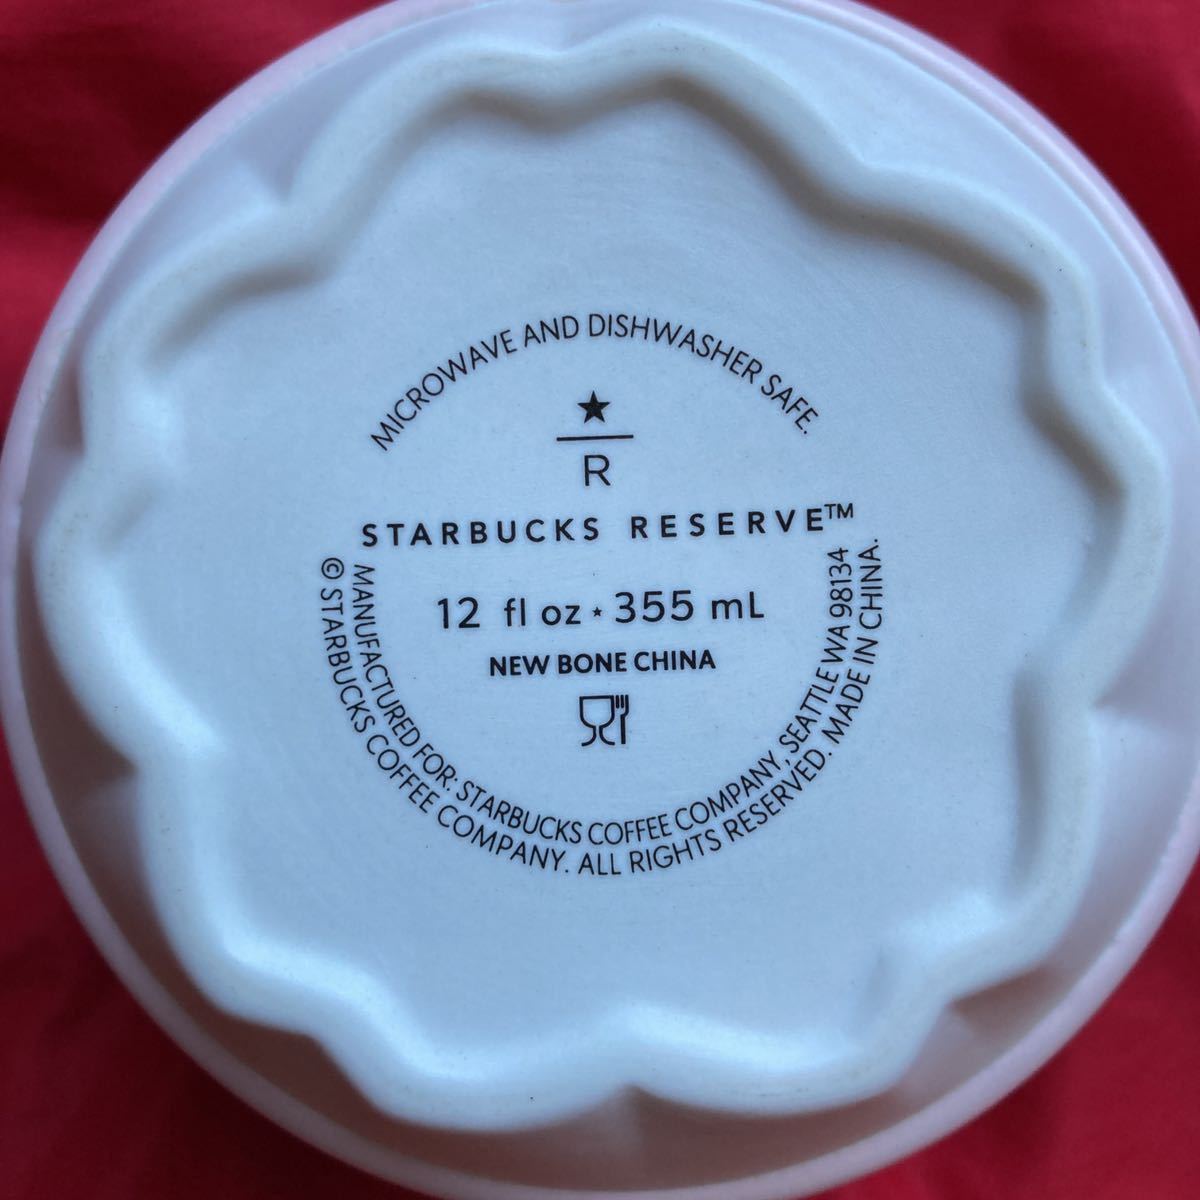 MICROWAVE AND DISHWASHER SAFE.
★
R
STARBUCKS RESERVE™
12 fl oz ⋆ 355 mL
NEW BONE CHINA
MANUFACTURED FOR: STARBUCKS COFFEE COMPANY, SEATTLE WA 98134
© STARBUCKS COFFEE COMPANY. ALL RIGHTS RESERVED. MADE IN CHINA.